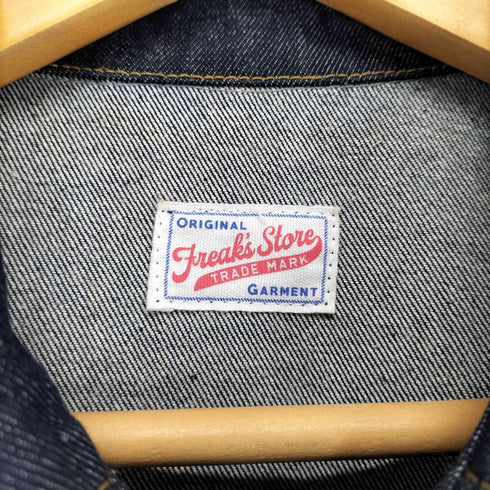 ORIGINAL
Freak's Store
TRADE MARK
GARMENT